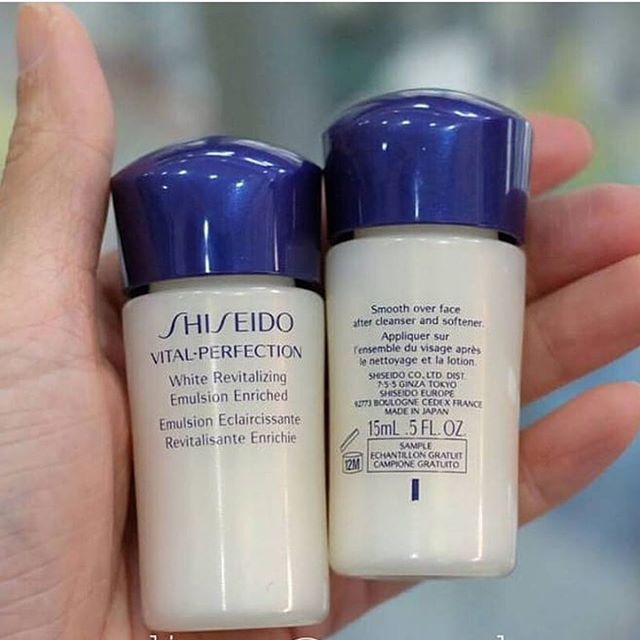 SHISEIDO
VITAL-PERFECTION
White Revitalizing
Emulsion Enriched
Emulsion Eclaircissante
Revitalisante Enrichie
Smooth over face
after cleanser and softener.
Appliquer sur
l'ensemble du visage après
le nettoyage et la lotion.
SHISEIDO CO., LTD. DIST.
7-5-5 GINZA TOKYO
SHISEIDO EUROPE
92773 BOULOGNE CEDEX FRANCE
MADE IN JAPAN
15mL .5 FL. OZ.
12M
SAMPLE
ECHANTILLON GRATUIT
CAMPIONE GRATUITO